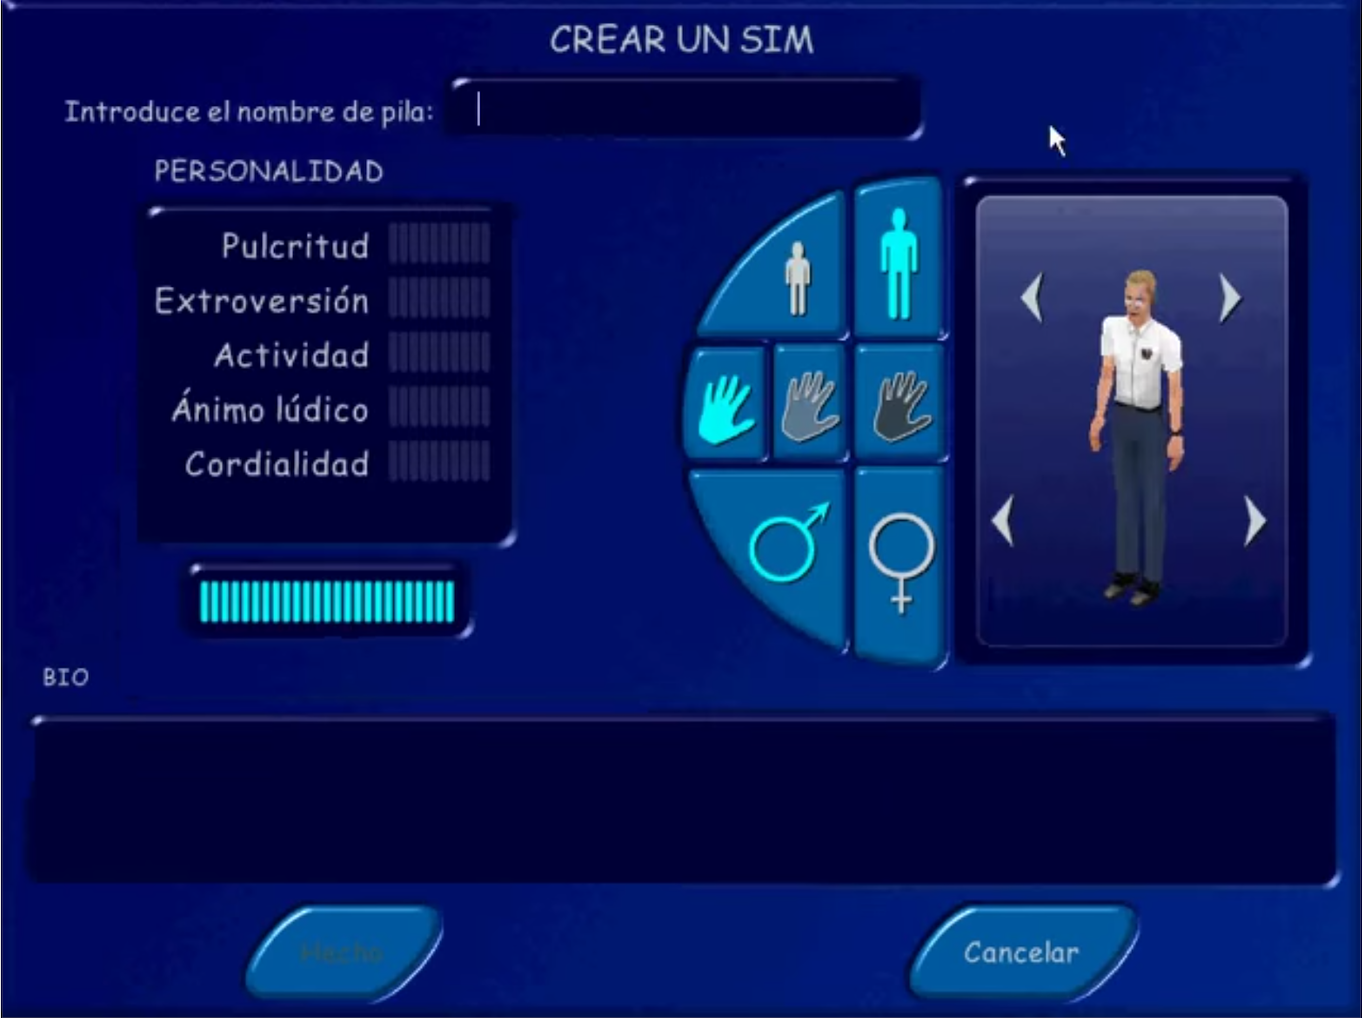 CREAR UN SIM
Introduce el nombre de pila:
PERSONALIDAD
Pulcritud
Extroversión
Actividad
Ánimo lúdico
Cordialidad
BIO
Hecho
Cancelar